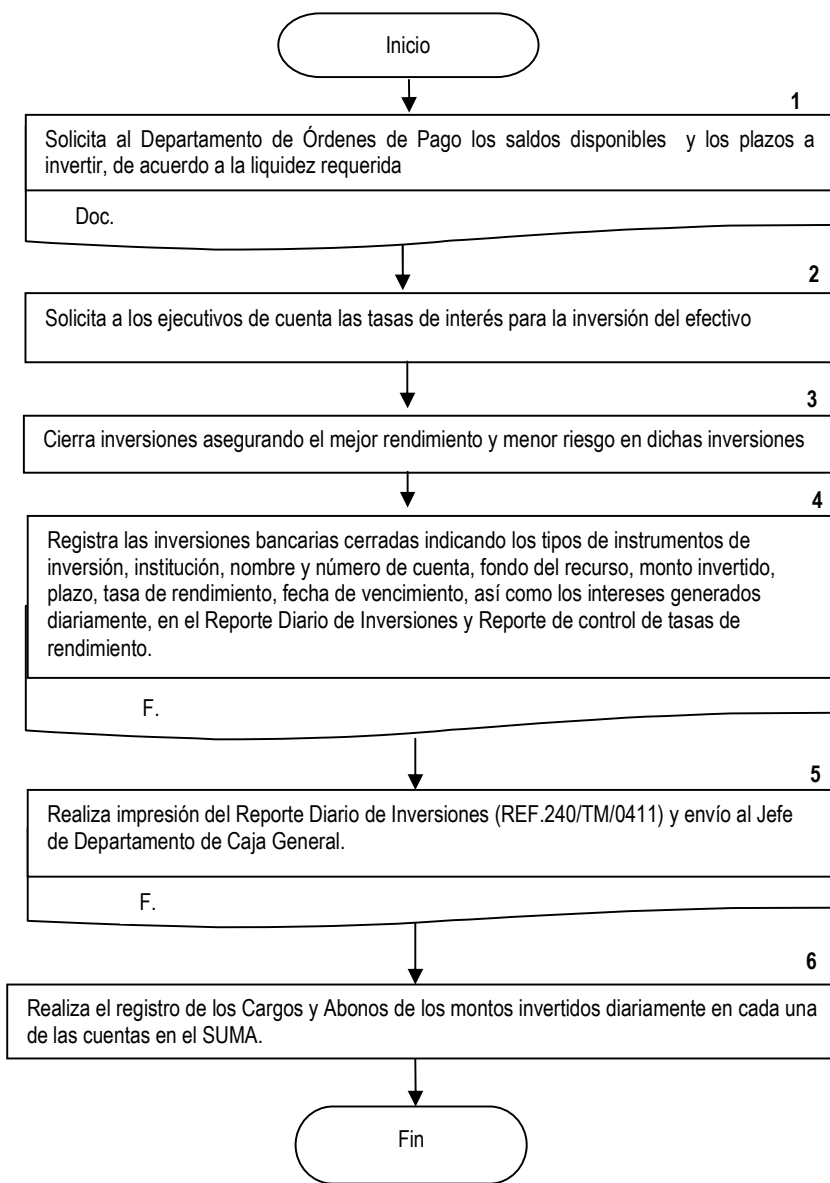 Inicio
1
Solicita al Departamento de Órdenes de Pago los saldos disponibles y los plazos a
invertir, de acuerdo a la liquidez requerida
Doc.
2
Solicita a los ejecutivos de cuenta las tasas de interés para la inversión del efectivo
3
Cierra inversiones asegurando el mejor rendimiento y menor riesgo en dichas inversiones
4
Registra las inversiones bancarias cerradas indicando los tipos de instrumentos de
inversión, institución, nombre y número de cuenta, fondo del recurso, monto invertido,
plazo, tasa de rendimiento, fecha de vencimiento, así como los intereses generados
diariamente, en el Reporte Diario de Inversiones y Reporte de control de tasas de
rendimiento.
F.
5
Realiza impresión del Reporte Diario de Inversiones (REF.240/TM/0411) y envío al Jefe
de Departamento de Caja General.
F.
6
Realiza el registro de los Cargos y Abonos de los montos invertidos diariamente en cada una
de las cuentas en el SUMA.
Fin